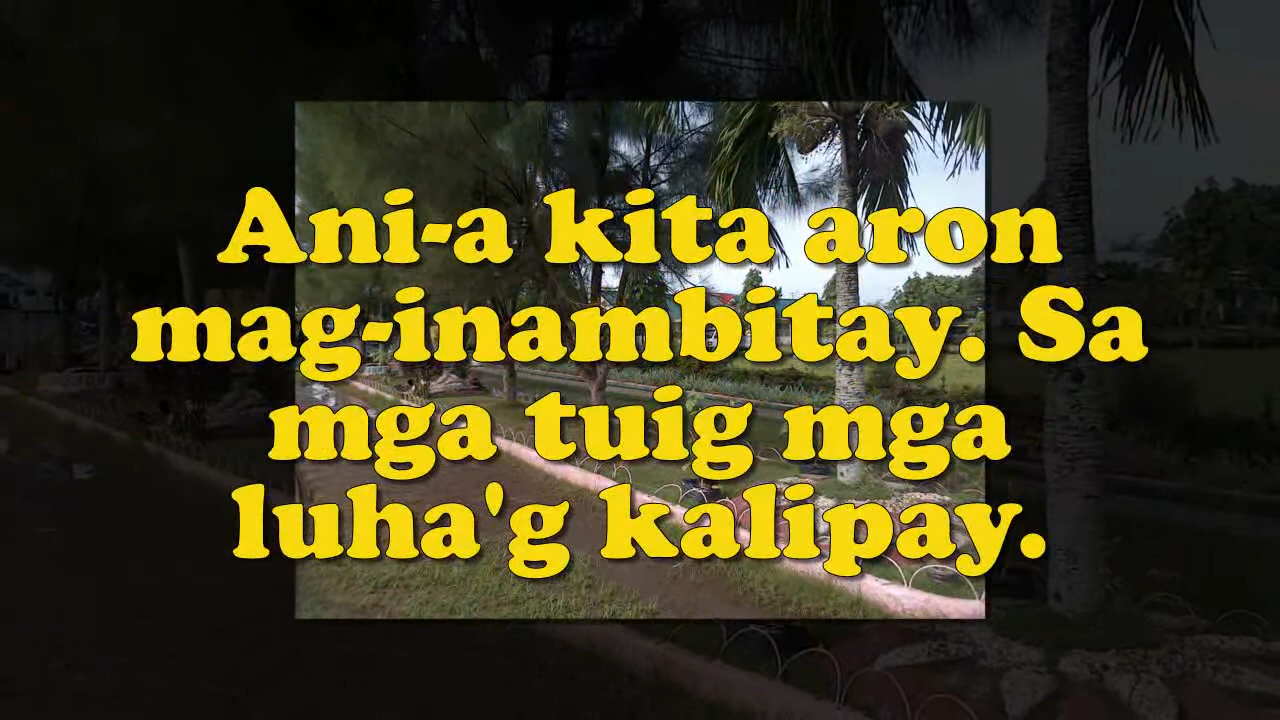 Ani-a kita aron
mag-inambitay. Sa
mga tuig mga
luha'g kalipay.